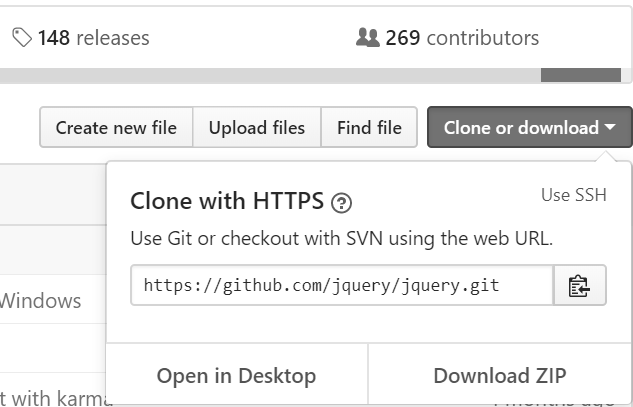 148 releases
269 contributors
Create new file
Upload files
Find file
Clone or download
Clone with HTTPS ?
Use SSH
Use Git or checkout with SVN using the web URL.
https://github.com/jquery/jquery.git
Windows
Open in Desktop
Download ZIP
t with karma
months ago